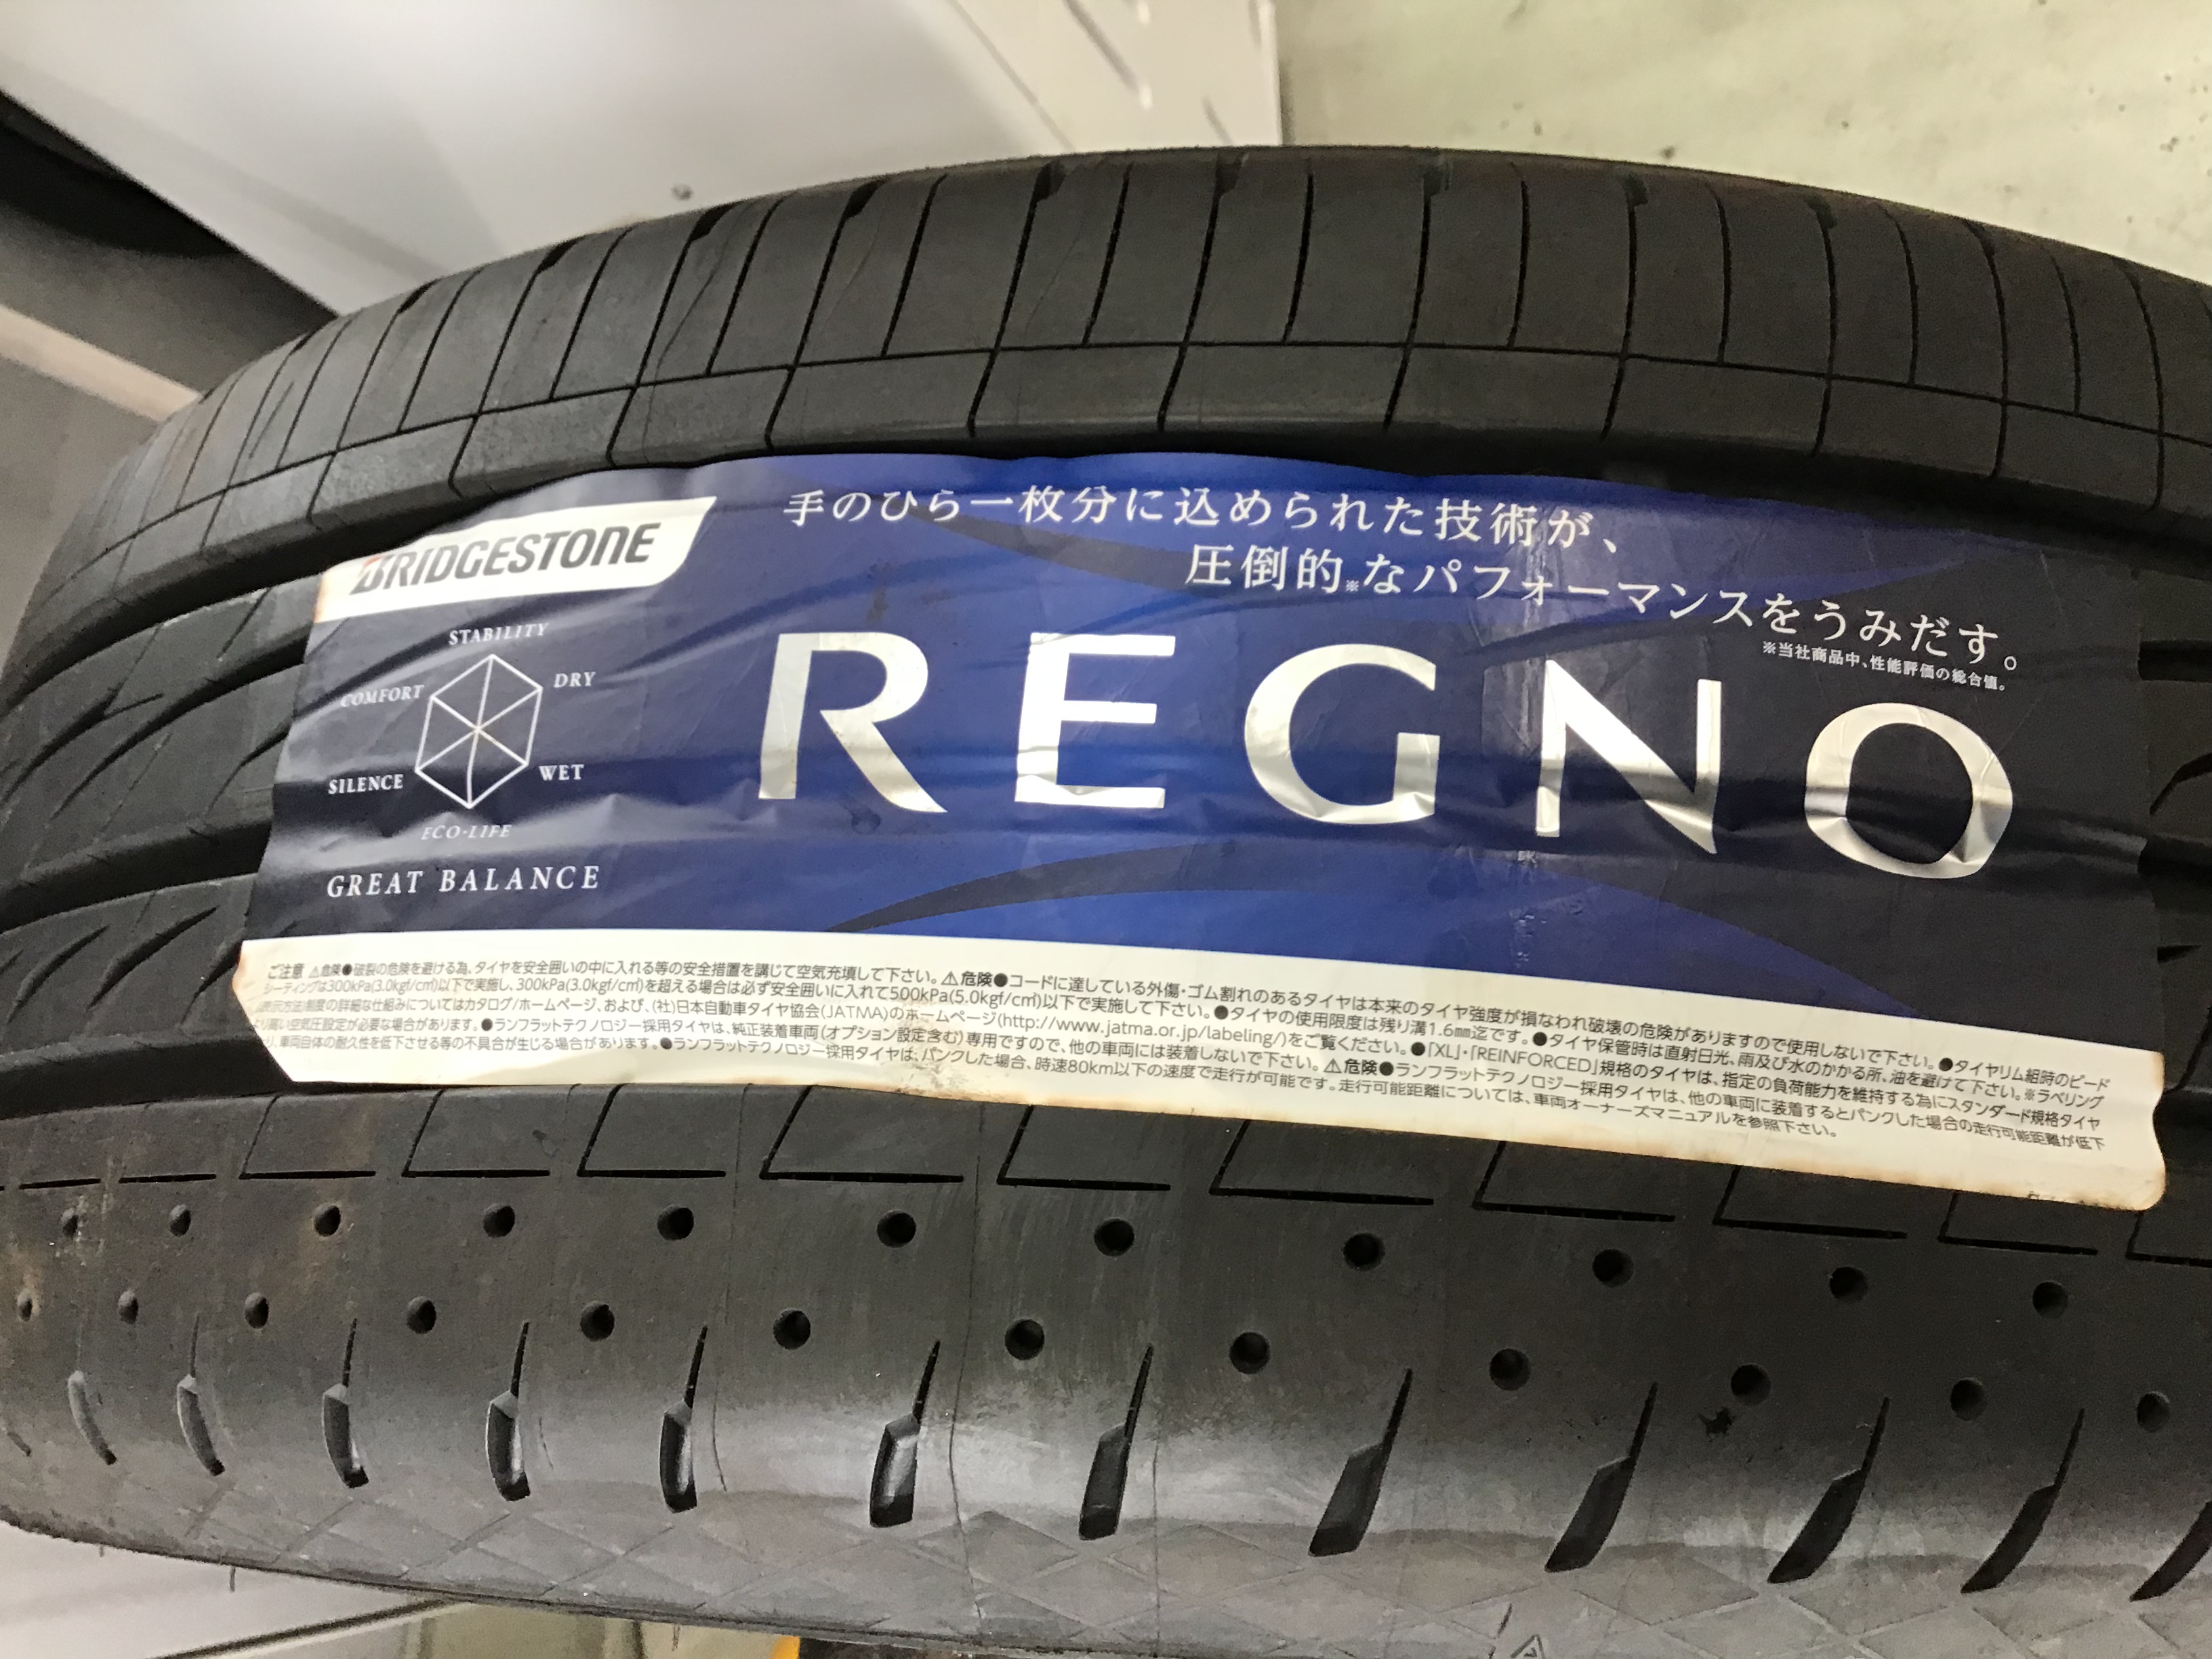 BRIDGESTONE
手のひら一枚分に込められた技術が、
圧倒的※なパフォーマンスをうみだす。
※当社商品中、性能評価の総合値。
STABILITY
COMFORT
DRY
SILENCE
WET
ECO-LIFE
GREAT BALANCE
REGNO
ご注意 ⚠危険●破裂の危険を避ける為、タイヤを安全囲いの中に入れる等の安全措置を講じて空気充填して下さい。⚠危険●コードに達している外傷・ゴム割れのあるタイヤは本来のタイヤ強度が損なわれ破壊の危険がありますので使用しないで下さい。●タイヤリム組時のビード
シーティングは300kPa(3.0kgf/c㎡)以下で実施し、300kPa(3.0kgf/c㎡)を超える場合は必ず安全囲いに入れて500kPa(5.0kgf/c㎡)以下で実施して下さい。●タイヤの使用限度は残り溝1.6㎜迄です。●タイヤ保管時は直射日光、雨及び水のかかる所、油を避けて下さい。※ラベリング
(表示方法)制度の詳細な仕組みについてはカタログ/ホームページ、および、(社)日本自動車タイヤ協会(JATMA)のホームページ(http://www.jatma.or.jp/labeling/)をご覧ください。●「XL」・「REINFORCED」規格のタイヤは、指定の負荷能力を維持する為にスタンダード規格タイヤ
より高い空気圧設定が必要な場合があります。●ランフラットテクノロジー採用タイヤは、純正装着車両(オプション設定含む)専用ですので、他の車両には装着しないで下さい。⚠危険●ランフラットテクノロジー採用タイヤは、他の車両に装着するとパンクした場合の走行可能距離が低下
り、車両自体の耐久性を低下させる等の不具合が生じる場合があります。●ランフラットテクノロジー採用タイヤは、パンクした場合、時速80km以下の速度で走行が可能です。走行可能距離については、車両オーナーズマニュアルを参照下さい。